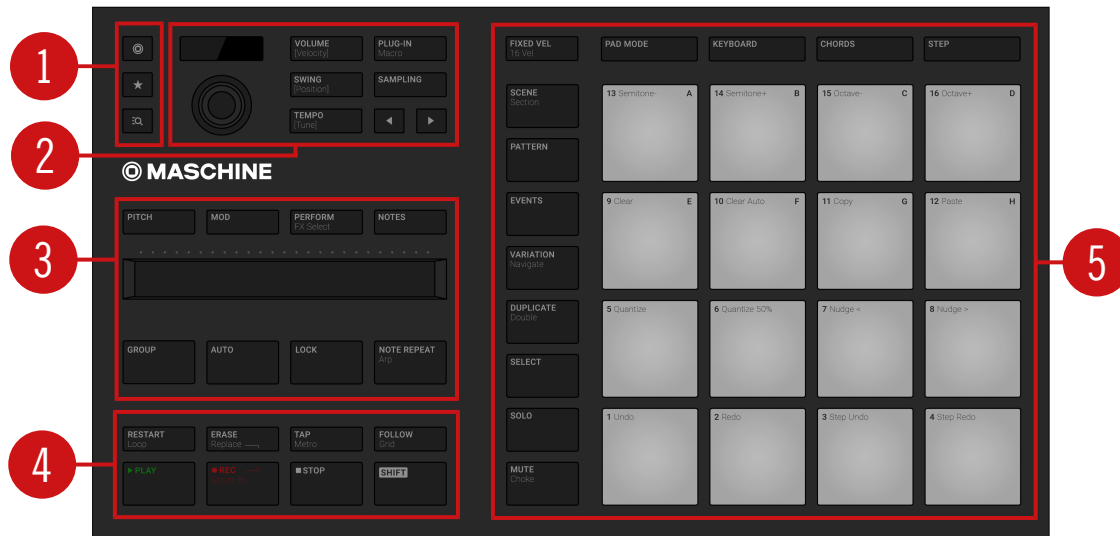 1
2
3
4
5
VOLUME
[Velocity]
PLUG-IN
Macro
SWING
[Position]
SAMPLING
TEMPO
[Tune]
MASCHINE
PITCH
MOD
PERFORM
FX Select
NOTES
GROUP
AUTO
LOCK
NOTE REPEAT
Arp
RESTART
Loop
ERASE
Replace
TAP
Metro
FOLLOW
Grid
PLAY
REC
STOP
SHIFT
FIXED VEL
16 Vel
PAD MODE
KEYBOARD
CHORDS
STEP
SCENE
Section
PATTERN
EVENTS
VARIATION
Navigate
DUPLICATE
Double
SELECT
SOLO
MUTE
Choke
13 Semitone- A
14 Semitone+ B
15 Octave- C
16 Octave+ D
9 Clear E
10 Clear Auto F
11 Copy G
12 Paste H
5 Quantize
6 Quantize 50%
7 Nudge <
8 Nudge >
1 Undo
2 Redo
3 Step Undo
4 Step Redo